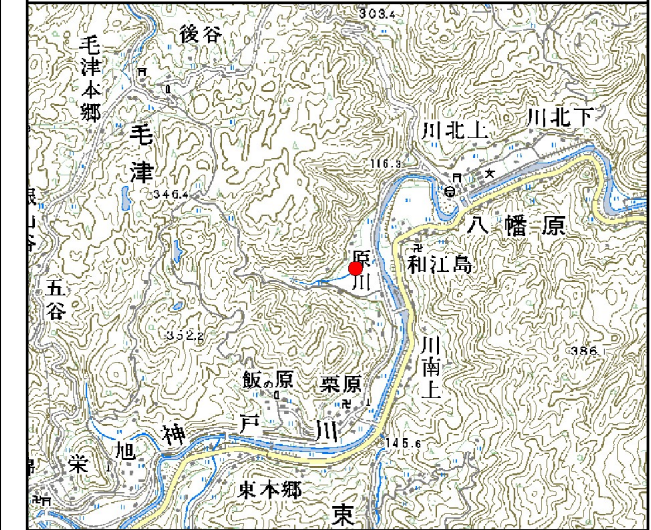 303.4
後谷
毛津本郷
毛津
川北上
川北下
116.3
346.4
八幡原
原川
和江島
五谷
352.2
川南上
386
飯の原
栗原
神戸川
145.6
旭
栄
東本郷
東